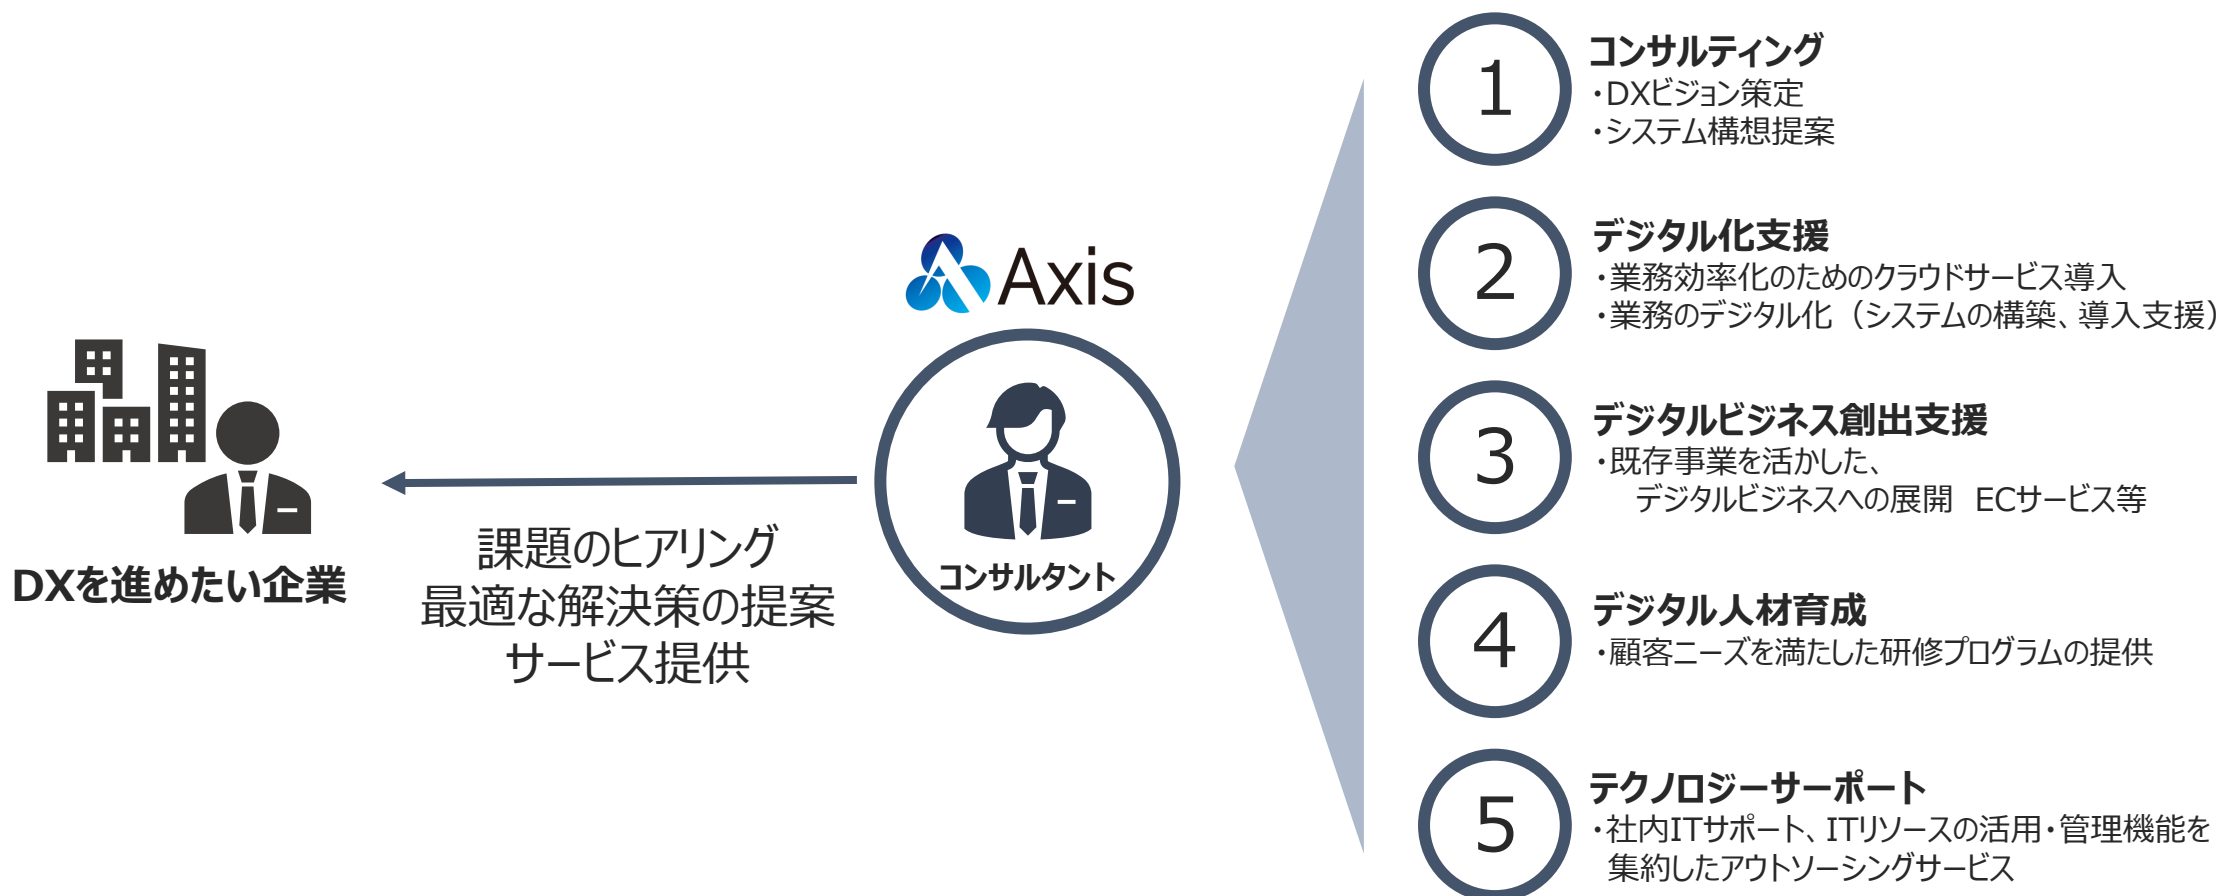 DXを進めたい企業
課題のヒアリング
最適な解決策の提案
サービス提供
Axis
コンサルタント
1
コンサルティング
・DXビジョン策定
・システム構想提案
2
デジタル化支援
・業務効率化のためのクラウドサービス導入
・業務のデジタル化（システムの構築、導入支援）
3
デジタルビジネス創出支援
・既存事業を活かした、
デジタルビジネスへの展開　ECサービス等
4
デジタル人材育成
・顧客ニーズを満たした研修プログラムの提供
5
テクノロジーサーポート
・社内ITサポート、ITリソースの活用・管理機能を
集約したアウトソーシングサービス